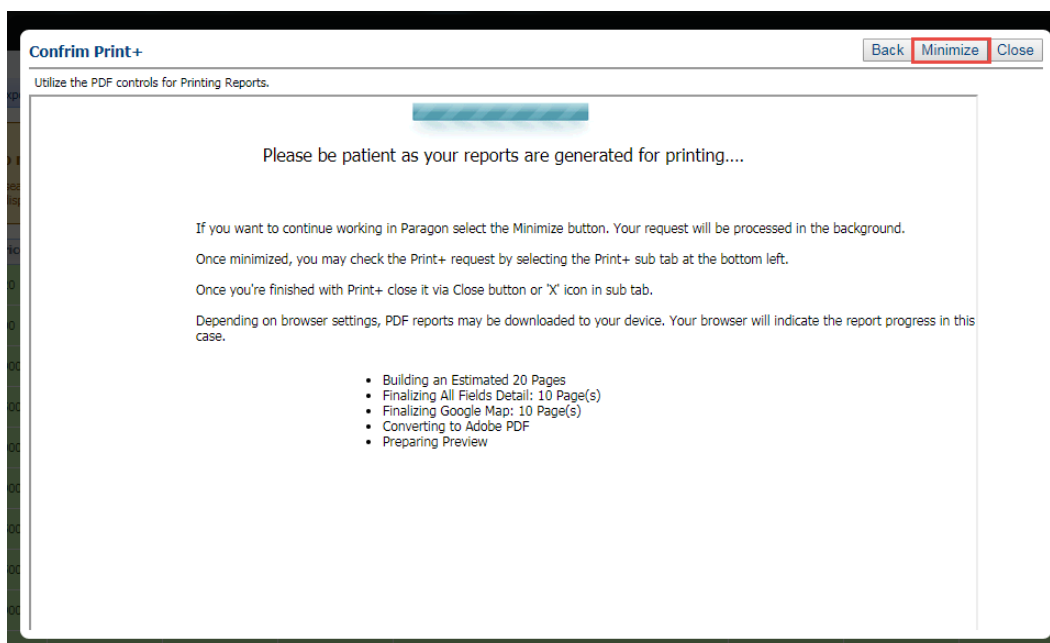 Confrim Print+
Back Minimize Close
Utilize the PDF controls for Printing Reports.
Please be patient as your reports are generated for printing....
If you want to continue working in Paragon select the Minimize button. Your request will be processed in the background.
Once minimized, you may check the Print+ request by selecting the Print+ sub tab at the bottom left.
Once you're finished with Print+ close it via Close button or 'X' icon in sub tab.
Depending on browser settings, PDF reports may be downloaded to your device. Your browser will indicate the report progress in this
case.
• Building an Estimated 20 Pages
• Finalizing All Fields Detail: 10 Page(s)
• Finalizing Google Map: 10 Page(s)
• Converting to Adobe PDF
• Preparing Preview